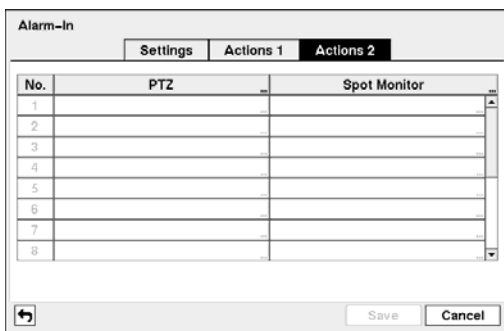 Alarm-In
Settings Actions 1 Actions 2
No. PTZ ... Spot Monitor ...
1 ... ...
2 ... ...
3 ... ...
4 ... ...
5 ... ...
6 ... ...
7 ... ...
8 ... ...
Save Cancel